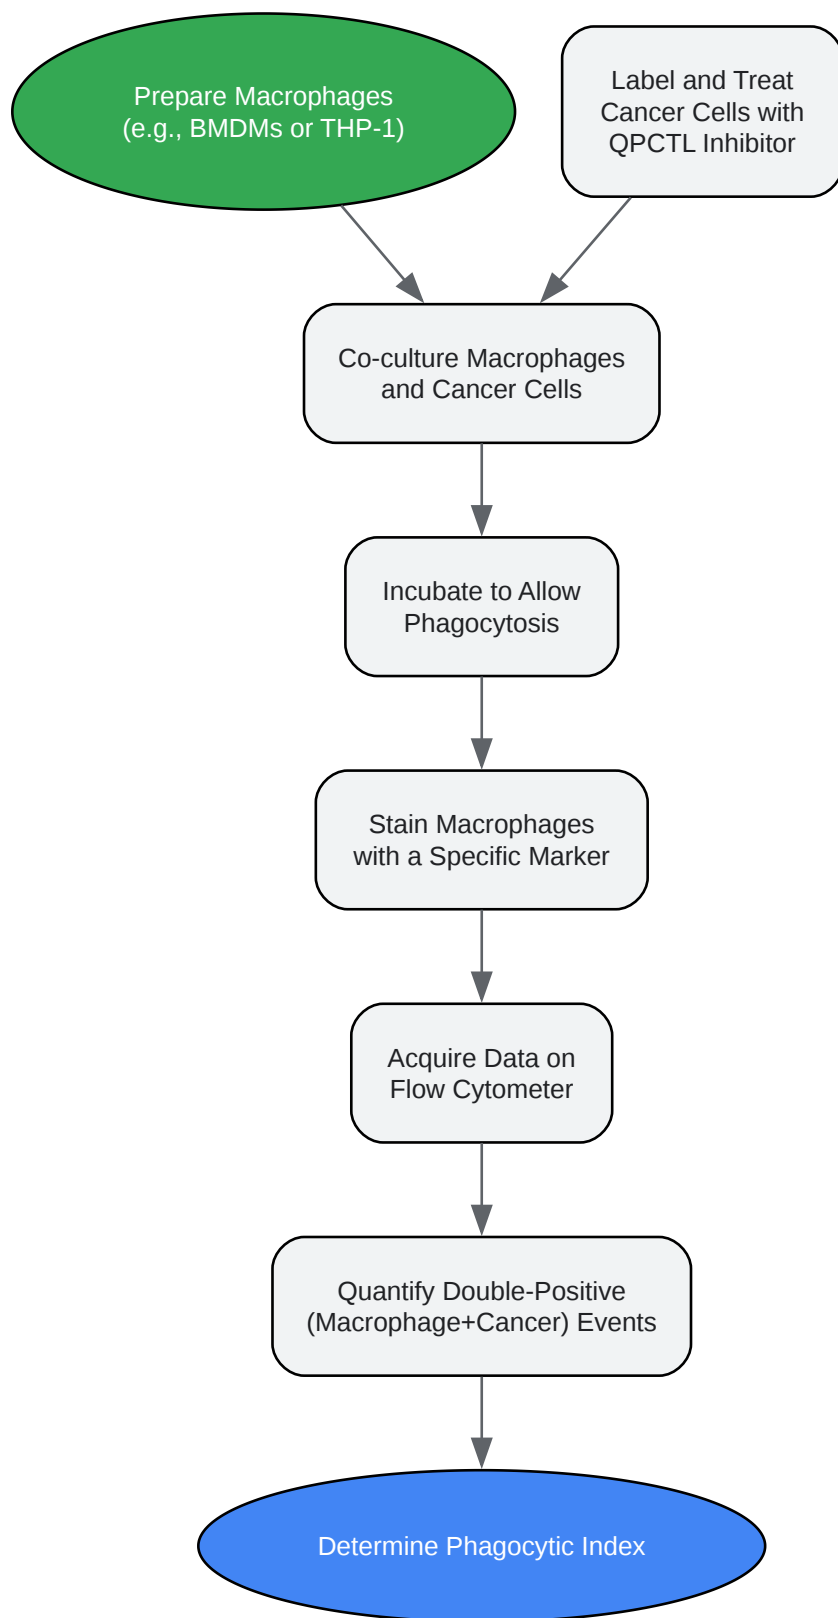 Prepare Macrophages
(e.g., BMDMs or THP-1)
Label and Treat
Cancer Cells with
QPCTL Inhibitor
Co-culture Macrophages
and Cancer Cells
Incubate to Allow
Phagocytosis
Stain Macrophages
with a Specific Marker
Acquire Data on
Flow Cytometer
Quantify Double-Positive
(Macrophage+Cancer) Events
Determine Phagocytic Index